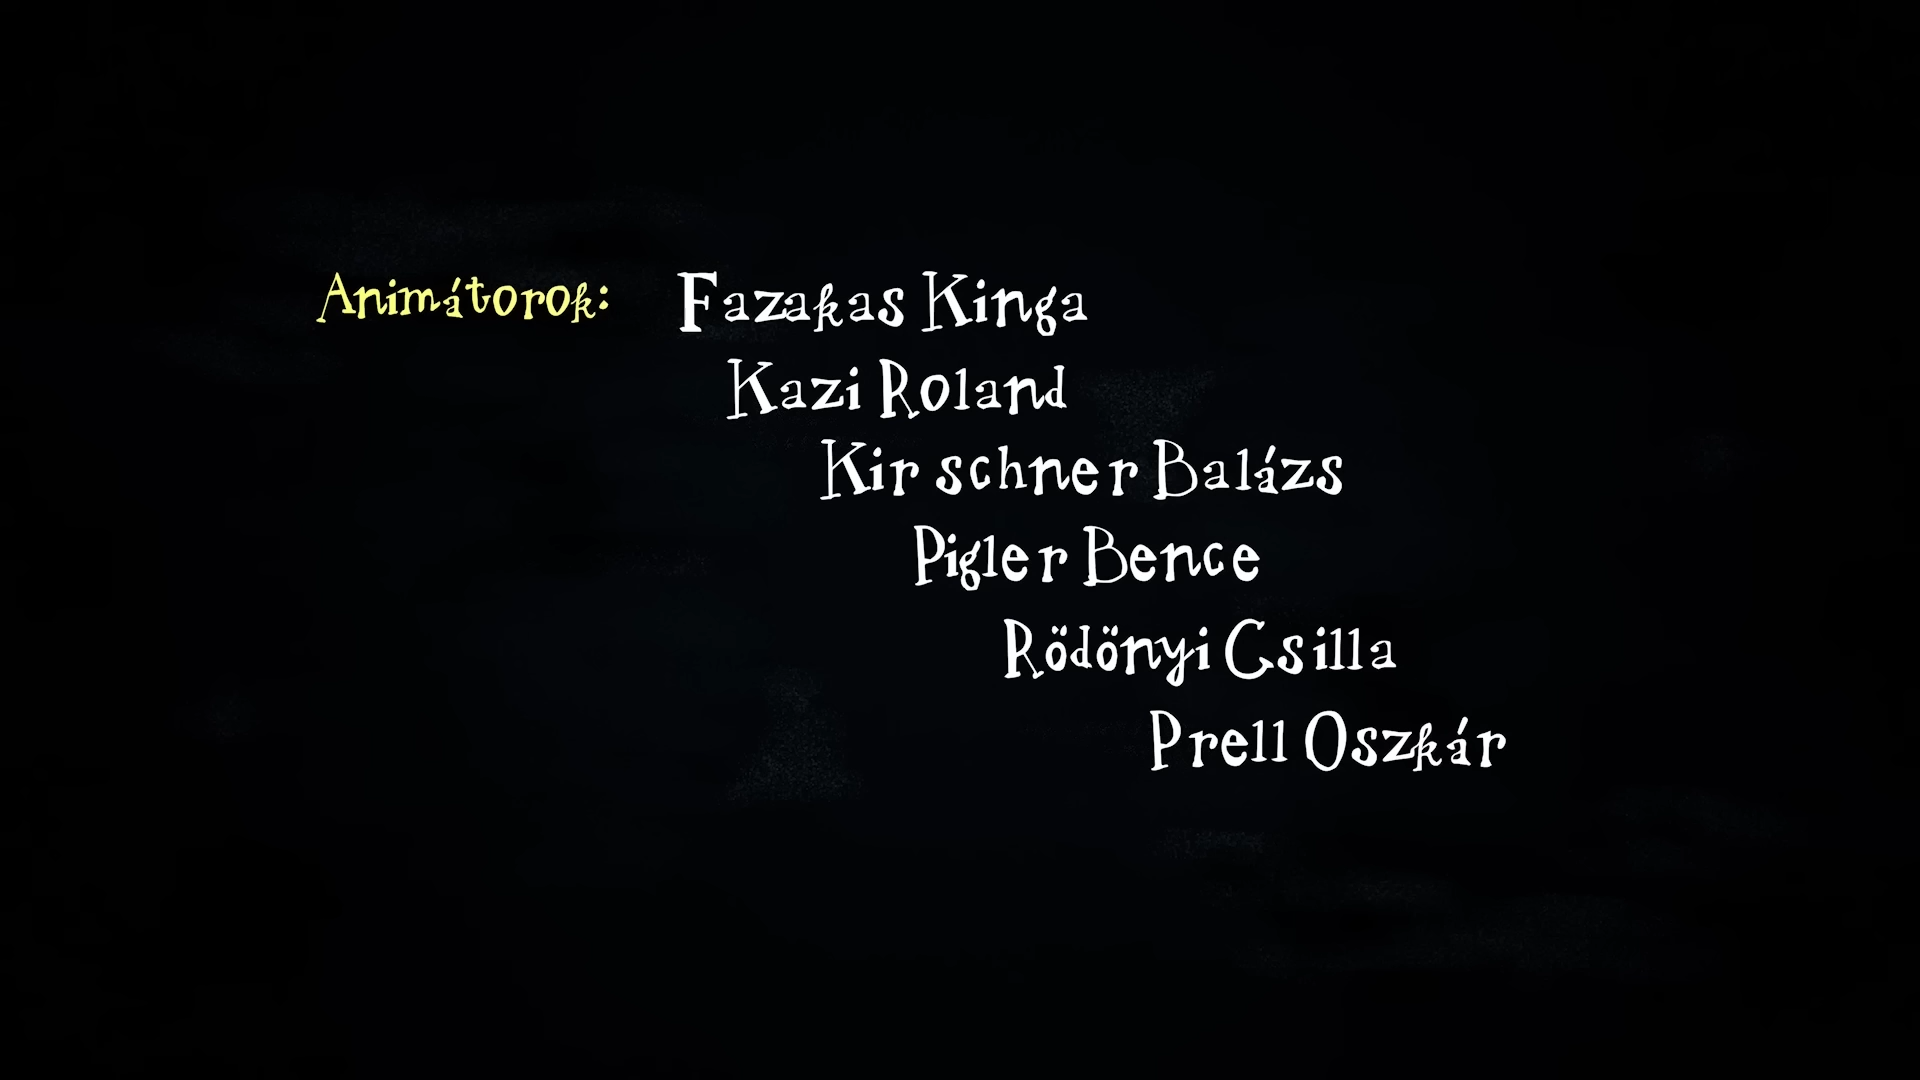 Animátorok: Fazakas Kinga
Kazi Roland
Kirschner Balázs
Pigler Bence
Rödönyi Csilla
Prell Oszkár